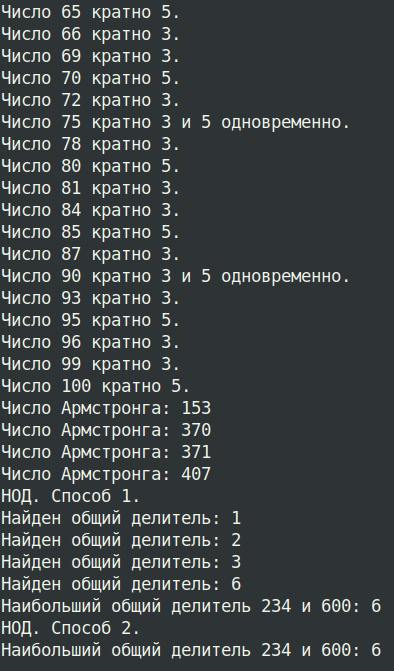 Число 65 кратно 5.
Число 66 кратно 3.
Число 69 кратно 3.
Число 70 кратно 5.
Число 72 кратно 3.
Число 75 кратно 3 и 5 одновременно.
Число 78 кратно 3.
Число 80 кратно 5.
Число 81 кратно 3.
Число 84 кратно 3.
Число 85 кратно 5.
Число 87 кратно 3.
Число 90 кратно 3 и 5 одновременно.
Число 93 кратно 3.
Число 95 кратно 5.
Число 96 кратно 3.
Число 99 кратно 3.
Число 100 кратно 5.
Число Армстронга: 153
Число Армстронга: 370
Число Армстронга: 371
Число Армстронга: 407
НОД. Способ 1.
Найден общий делитель: 1
Найден общий делитель: 2
Найден общий делитель: 3
Найден общий делитель: 6
Наибольший общий делитель 234 и 600: 6
НОД. Способ 2.
Наибольший общий делитель 234 и 600: 6